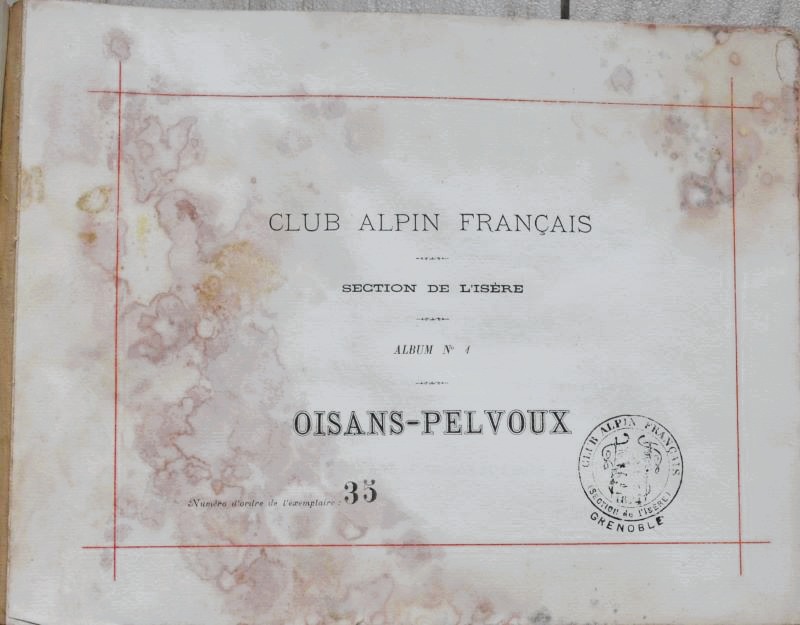 CLUB ALPIN FRANÇAIS
SECTION DE L'ISÈRE
ALBUM Nº 1
OISANS-PELVOUX
Numéro d'ordre de l'exemplaire : 35
CLUB ALPIN FRANÇAIS
(SECTION de l'ISÈRE)
GRENOBLE